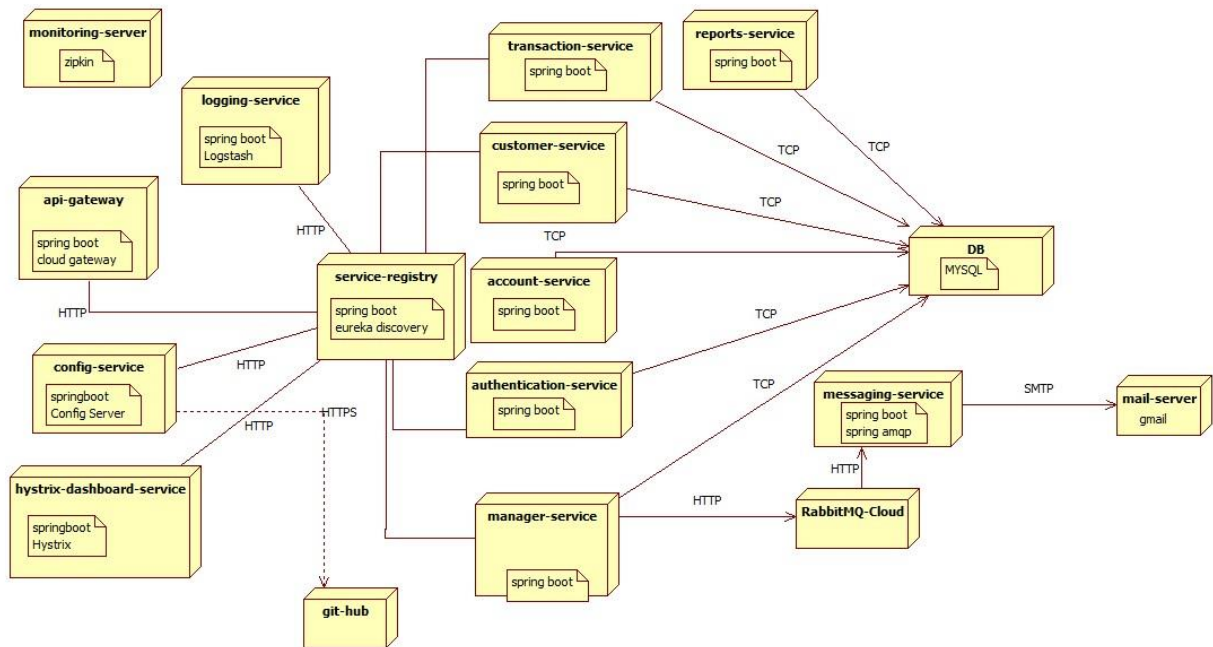 monitoring-server
zipkin
logging-service
spring boot
Logstash
api-gateway
spring boot
cloud gateway
HTTP
HTTP
service-registry
spring boot
eureka discovery
config-service
springboot
Config Server
HTTP
HTTPS
HTTP
hystrix-dashboard-service
springboot
Hystrix
git-hub
transaction-service
spring boot
reports-service
spring boot
TCP
TCP
customer-service
spring boot
TCP
TCP
account-service
spring boot
DB
MYSQL
authentication-service
spring boot
TCP
TCP
manager-service
spring boot
HTTP
RabbitMQ-Cloud
HTTP
messaging-service
spring boot
spring amqp
SMTP
mail-server
gmail